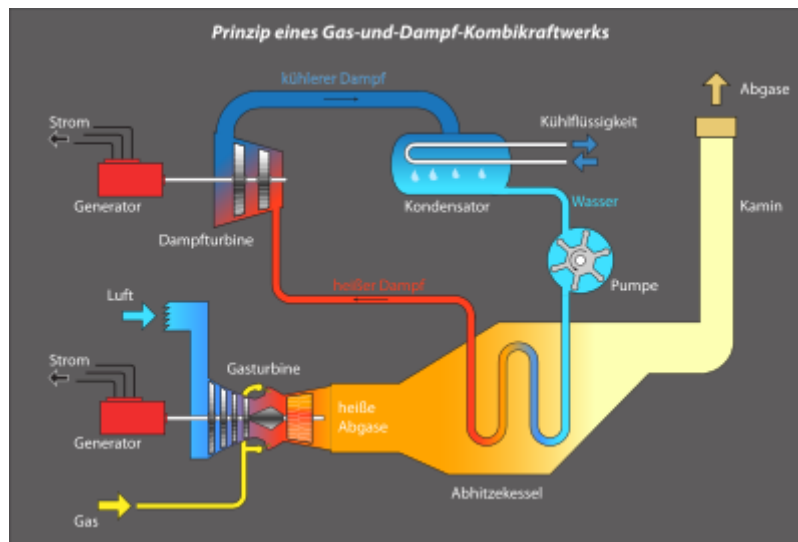 Prinzip eines Gas-und-Dampf-Kombikraftwerks
kühlerer Dampf
Abgase
Strom
Kühlflüssigkeit
Generator
Kondensator
Wasser
Kamin
Dampfturbine
heißer Dampf
Pumpe
Luft
Strom
Gasturbine
heiße
Abgase
Generator
Abhitzekessel
Gas